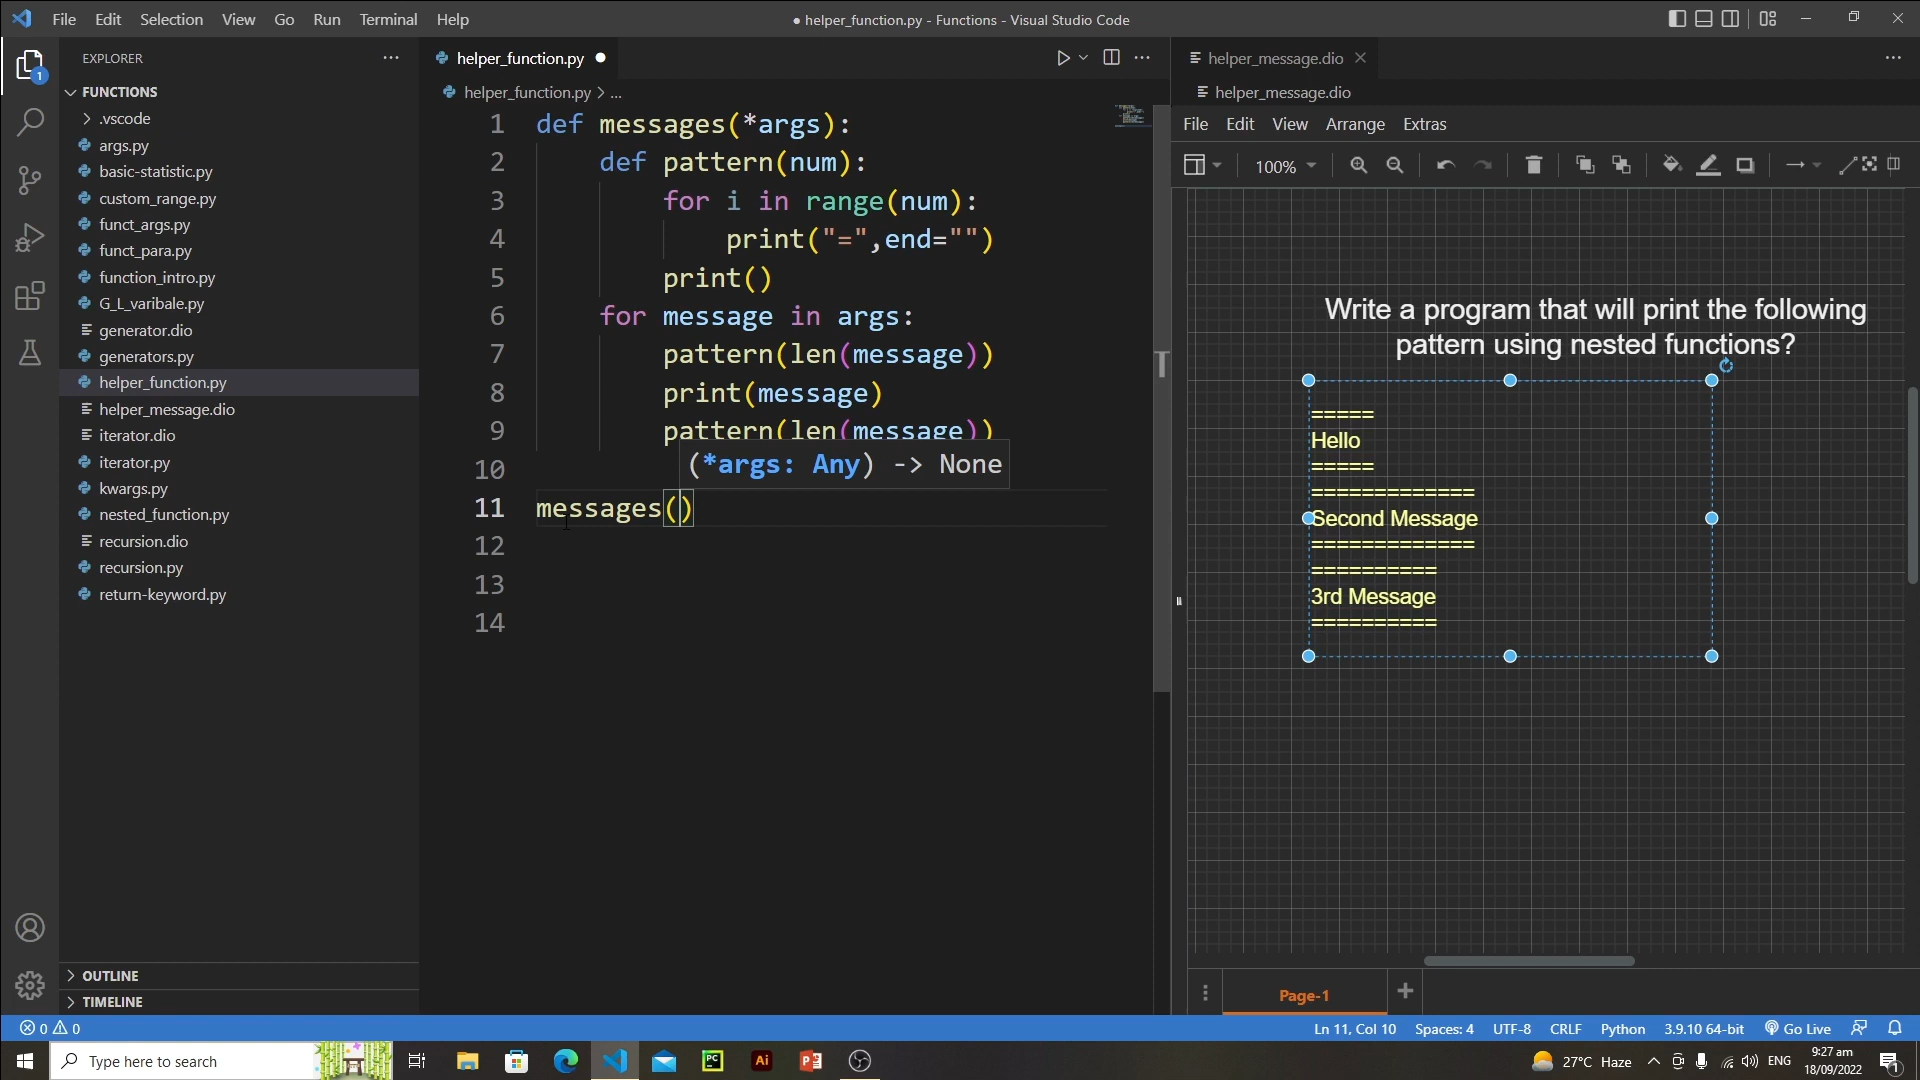 File Edit Selection View Go Run Terminal Help
● helper_function.py - Functions - Visual Studio Code
EXPLORER
FUNCTIONS
.vscode
args.py
basic-statistic.py
custom_range.py
funct_args.py
funct_para.py
function_intro.py
G_L_varibale.py
generator.dio
generators.py
helper_function.py
helper_message.dio
iterator.dio
iterator.py
kwargs.py
nested_function.py
recursion.dio
recursion.py
return-keyword.py
OUTLINE
TIMELINE
1
helper_function.py
helper_function.py > ...
1 def messages(*args):
2 def pattern(num):
3 for i in range(num):
4 print("=",end="")
5 print()
6 for message in args:
7 pattern(len(message))
8 print(message)
9 pattern(len(message))
10
(*args: Any) -> None
11 messages()
12
13
14
helper_message.dio
helper_message.dio
File Edit View Arrange Extras
100%
Write a program that will print the following
pattern using nested functions?
=====
Hello
=====
=============
Second Message
=============
==========
3rd Message
==========
Page-1
0 0
Ln 11, Col 10 Spaces: 4 UTF-8 CRLF Python 3.9.10 64-bit Go Live
Type here to search
PC
Ai
P
27°C Haze
ENG
9:27 am
18/09/2022
1